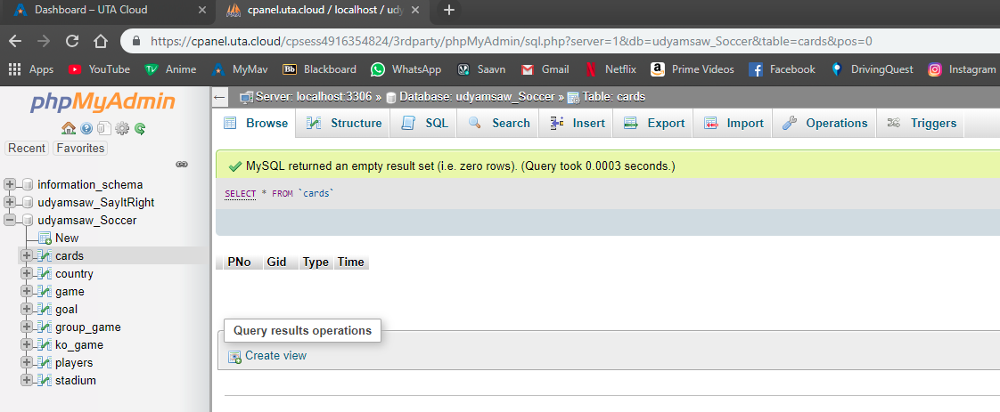 Dashboard – UTA Cloud
cpanel.uta.cloud / localhost / udy
https://cpanel.uta.cloud/cpsess4916354824/3rdparty/phpMyAdmin/sql.php?server=1&db=udyamsaw_Soccer&table=cards&pos=0
Apps YouTube Anime MyMav Blackboard WhatsApp Saavn Gmail Netflix Prime Videos Facebook DrivingQuest Instagram
phpMyAdmin
Recent Favorites
information_schema
udyamsaw_SayItRight
udyamsaw_Soccer
New
cards
country
game
goal
group_game
ko_game
players
stadium
Server: localhost:3306 » Database: udyamsaw_Soccer » Table: cards
Browse Structure SQL Search Insert Export Import Operations Triggers
MySQL returned an empty result set (i.e. zero rows). (Query took 0.0003 seconds.)
SELECT * FROM `cards`
PNo Gid Type Time
Query results operations
Create view